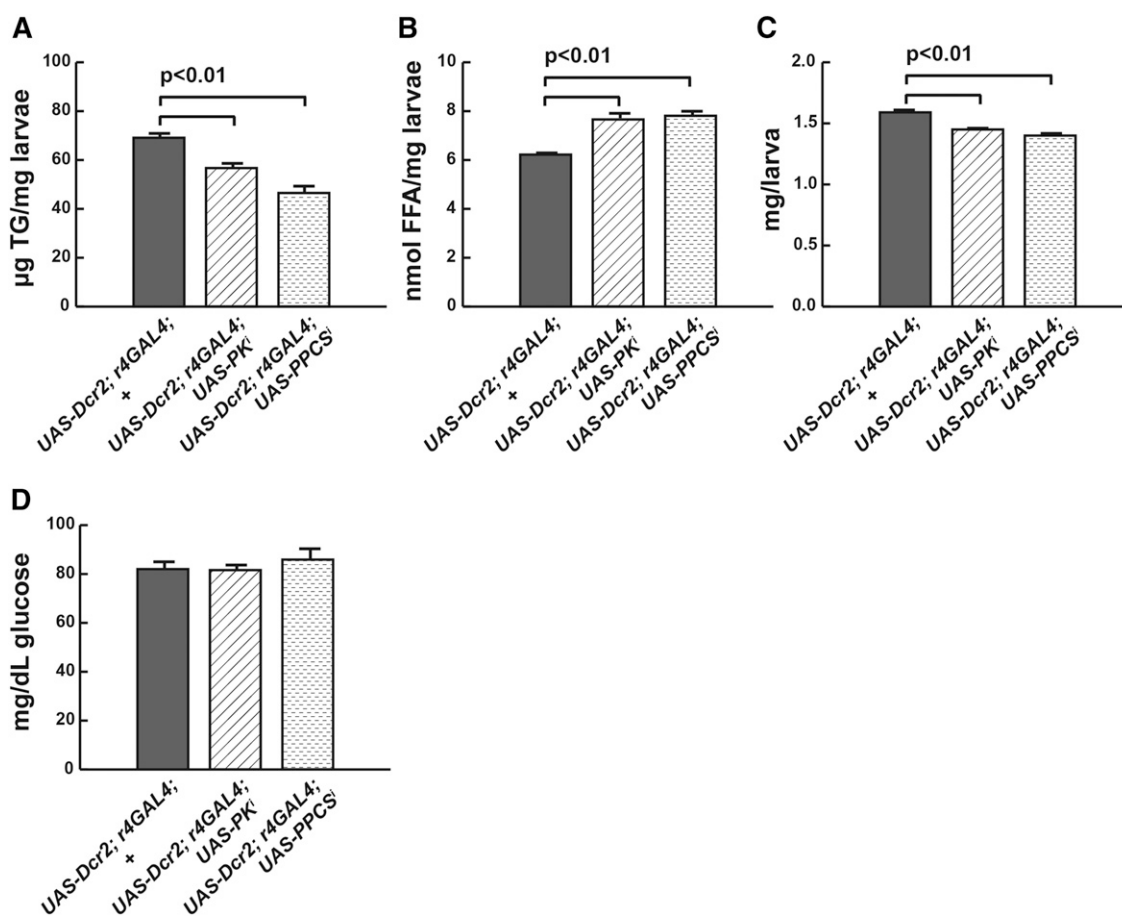 A
μg TG/mg larvae
100
80
60
40
20
0
p<0.01
UAS-Dcr2; r4GAL4;
+
UAS-Dcr2; r4GAL4;
UAS-PKⁱ
UAS-Dcr2; r4GAL4;
UAS-PPCSⁱ
B
nmol FFA/mg larvae
10
8
6
4
2
0
p<0.01
UAS-Dcr2; r4GAL4;
+
UAS-Dcr2; r4GAL4;
UAS-PKⁱ
UAS-Dcr2; r4GAL4;
UAS-PPCSⁱ
C
mg/larva
2.0
1.5
1.0
1.5
0.0
p<0.01
UAS-Dcr2; r4GAL4;
+
UAS-Dcr2; r4GAL4;
UAS-PKⁱ
UAS-Dcr2; r4GAL4;
UAS-PPCSⁱ
D
mg/dL glucose
100
80
60
40
20
0
UAS-Dcr2; r4GAL4;
+
UAS-Dcr2; r4GAL4;
UAS-PKⁱ
UAS-Dcr2; r4GAL4;
UAS-PPCSⁱ